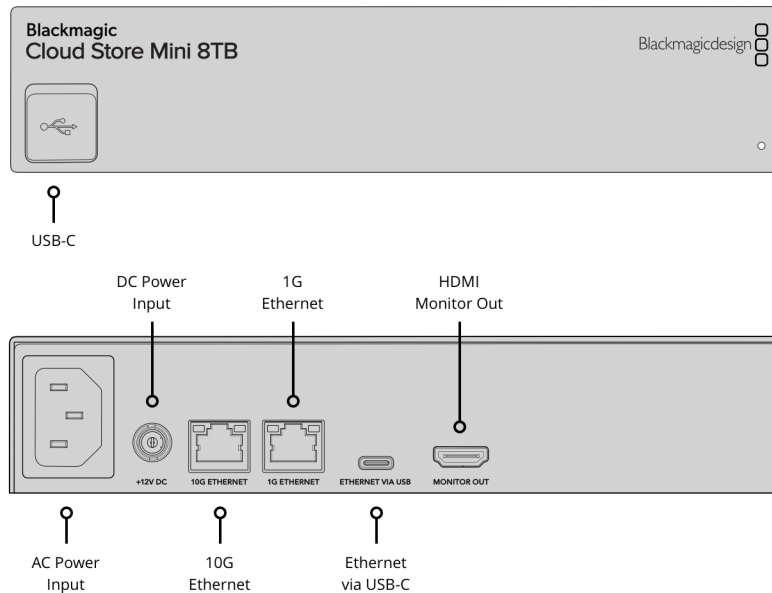 Blackmagic
Cloud Store Mini 8TB
Blackmagicdesign
USB-C
DC Power
Input
1G
Ethernet
HDMI
Monitor Out
+12V DC
10G ETHERNET
1G ETHERNET
ETHERNET VIA USB
MONITOR OUT
AC Power
Input
10G
Ethernet
Ethernet
via USB-C